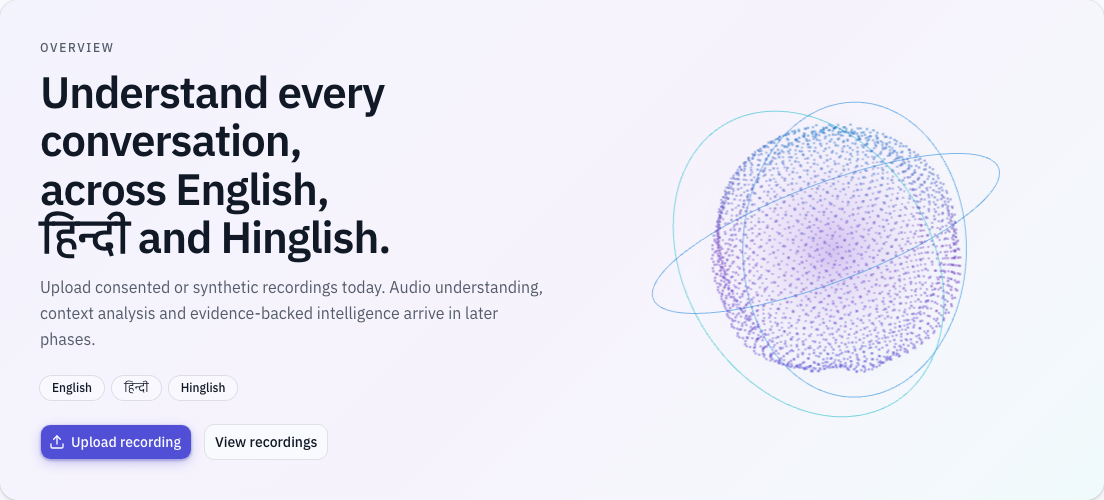 OVERVIEW
Understand every
conversation,
across English,
हिन्दी and Hinglish.
Upload consented or synthetic recordings today. Audio understanding,
context analysis and evidence-backed intelligence arrive in later
phases.
English
हिन्दी
Hinglish
Upload recording
View recordings